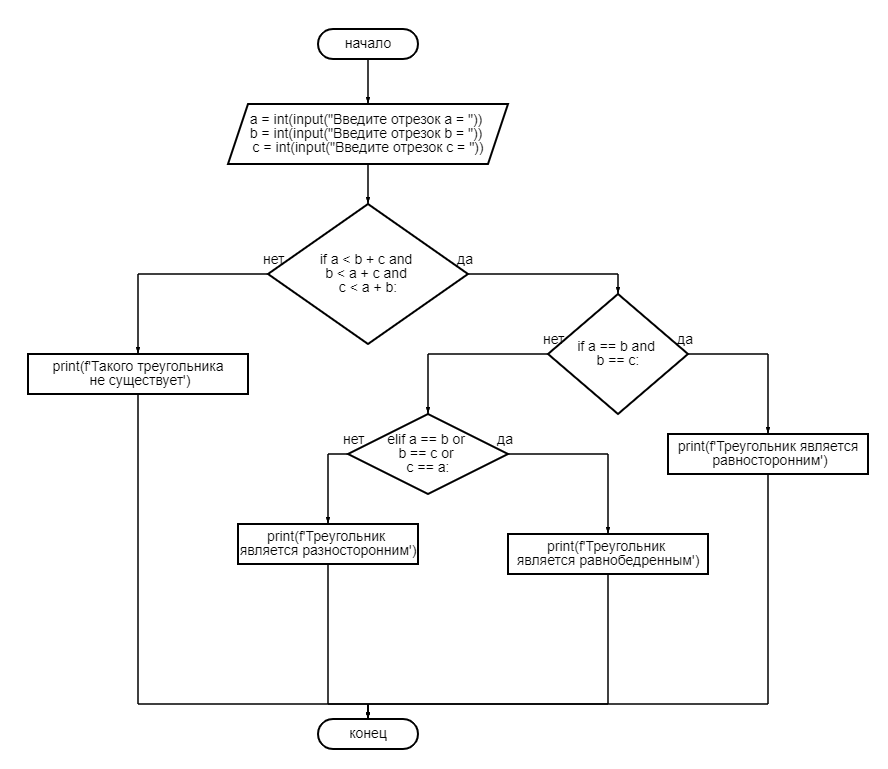 начало
a = int(input("Введите отрезок a = "))
b = int(input("Введите отрезок b = "))
c = int(input("Введите отрезок c = "))
нет
if a < b + c and
b < a + c and
c < a + b:
да
нет
if a == b and
b == c:
да
print(f'Такого треугольника
не существует')
нет
elif a == b or
b == c or
c == a:
да
print(f'Треугольник является
равносторонним')
print(f'Треугольник
является разносторонним')
print(f'Треугольник
является равнобедренным')
конец